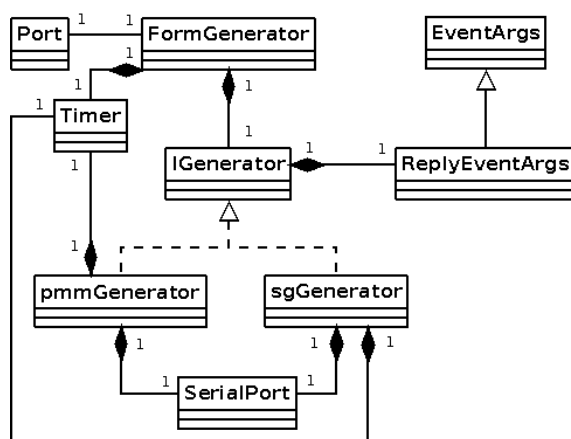 Port
1
1
FormGenerator
EventArgs
1
1
1
1
Timer
1
1
IGenerator
1
1
ReplyEventArgs
1
pmmGenerator
sgGenerator
1
1
1
1
SerialPort
1